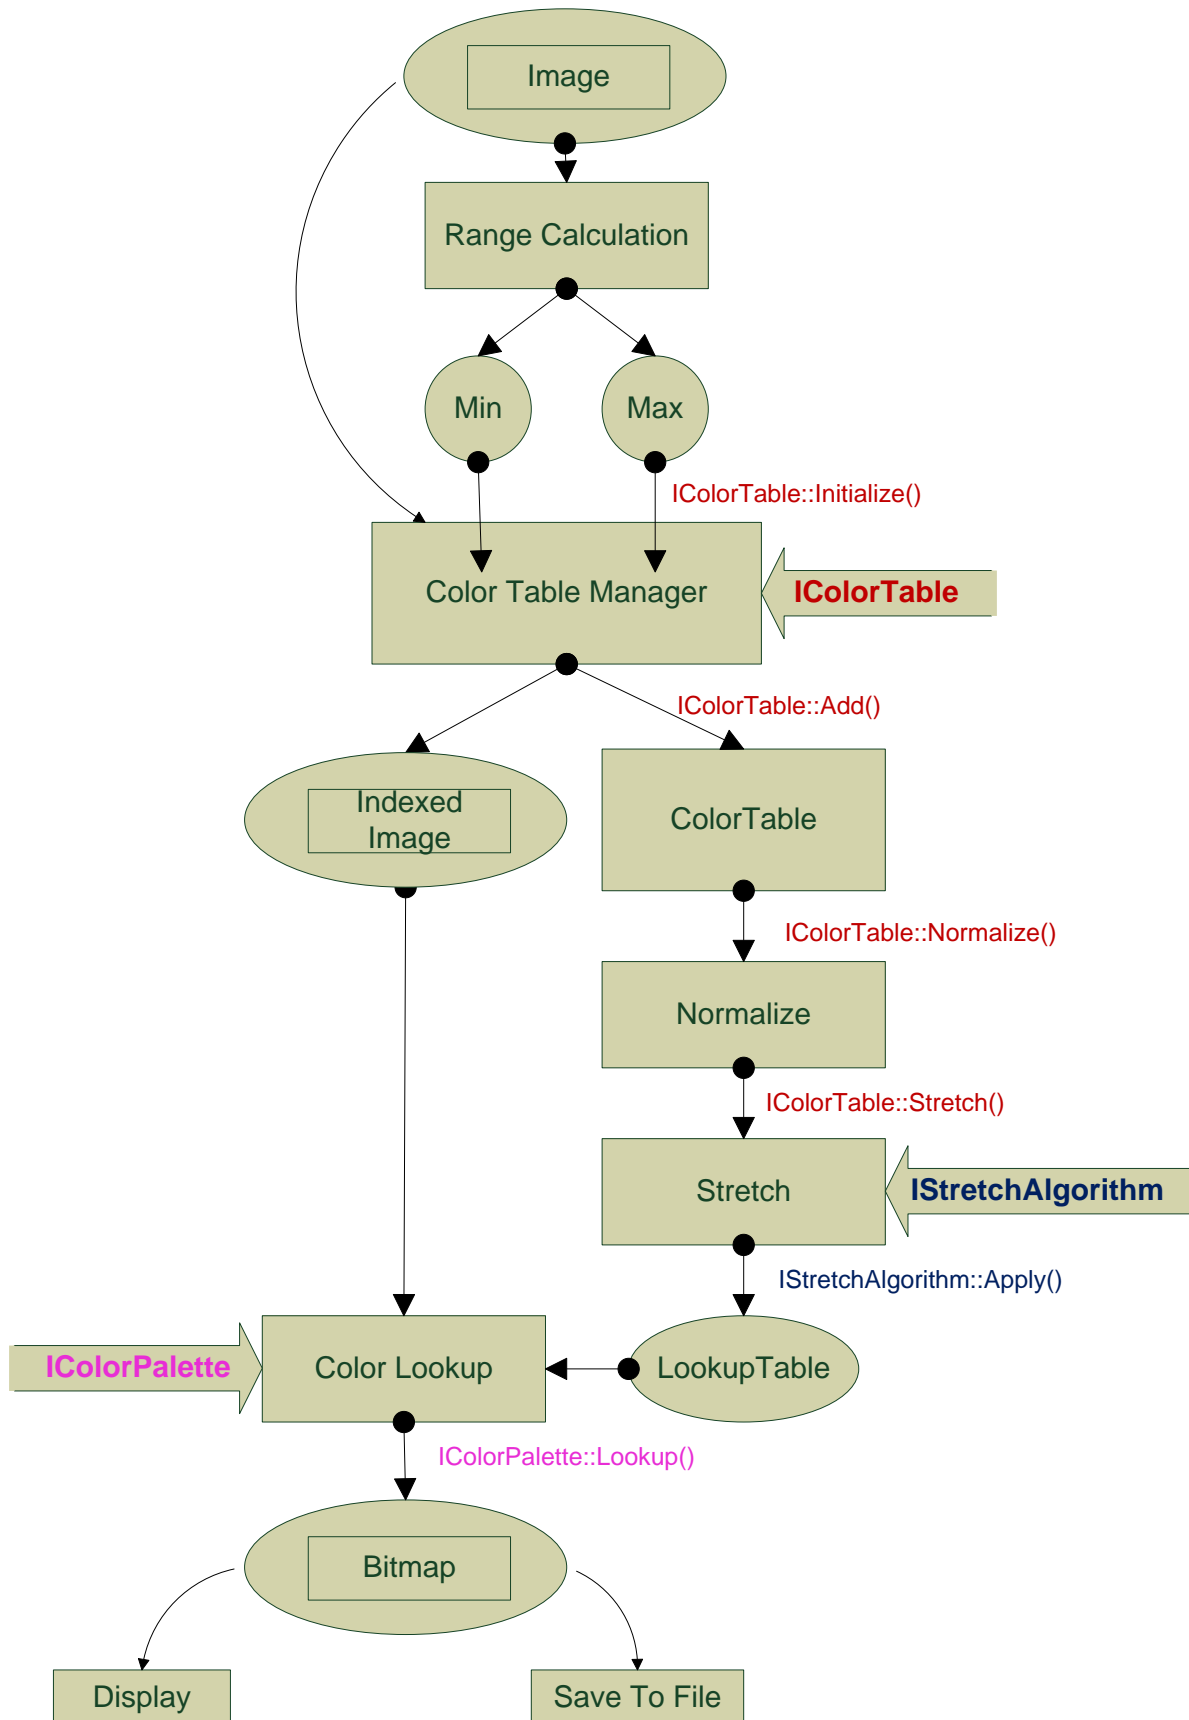 Image
Range Calculation
Min
Max
IColorTable::Initialize()
Color Table Manager
IColorTable
IColorTable::Add()
Indexed
Image
ColorTable
IColorTable::Normalize()
Normalize
IColorTable::Stretch()
Stretch
IStretchAlgorithm
IStretchAlgorithm::Apply()
IColorPalette
Color Lookup
LookupTable
IColorPalette::Lookup()
Bitmap
Display
Save To File